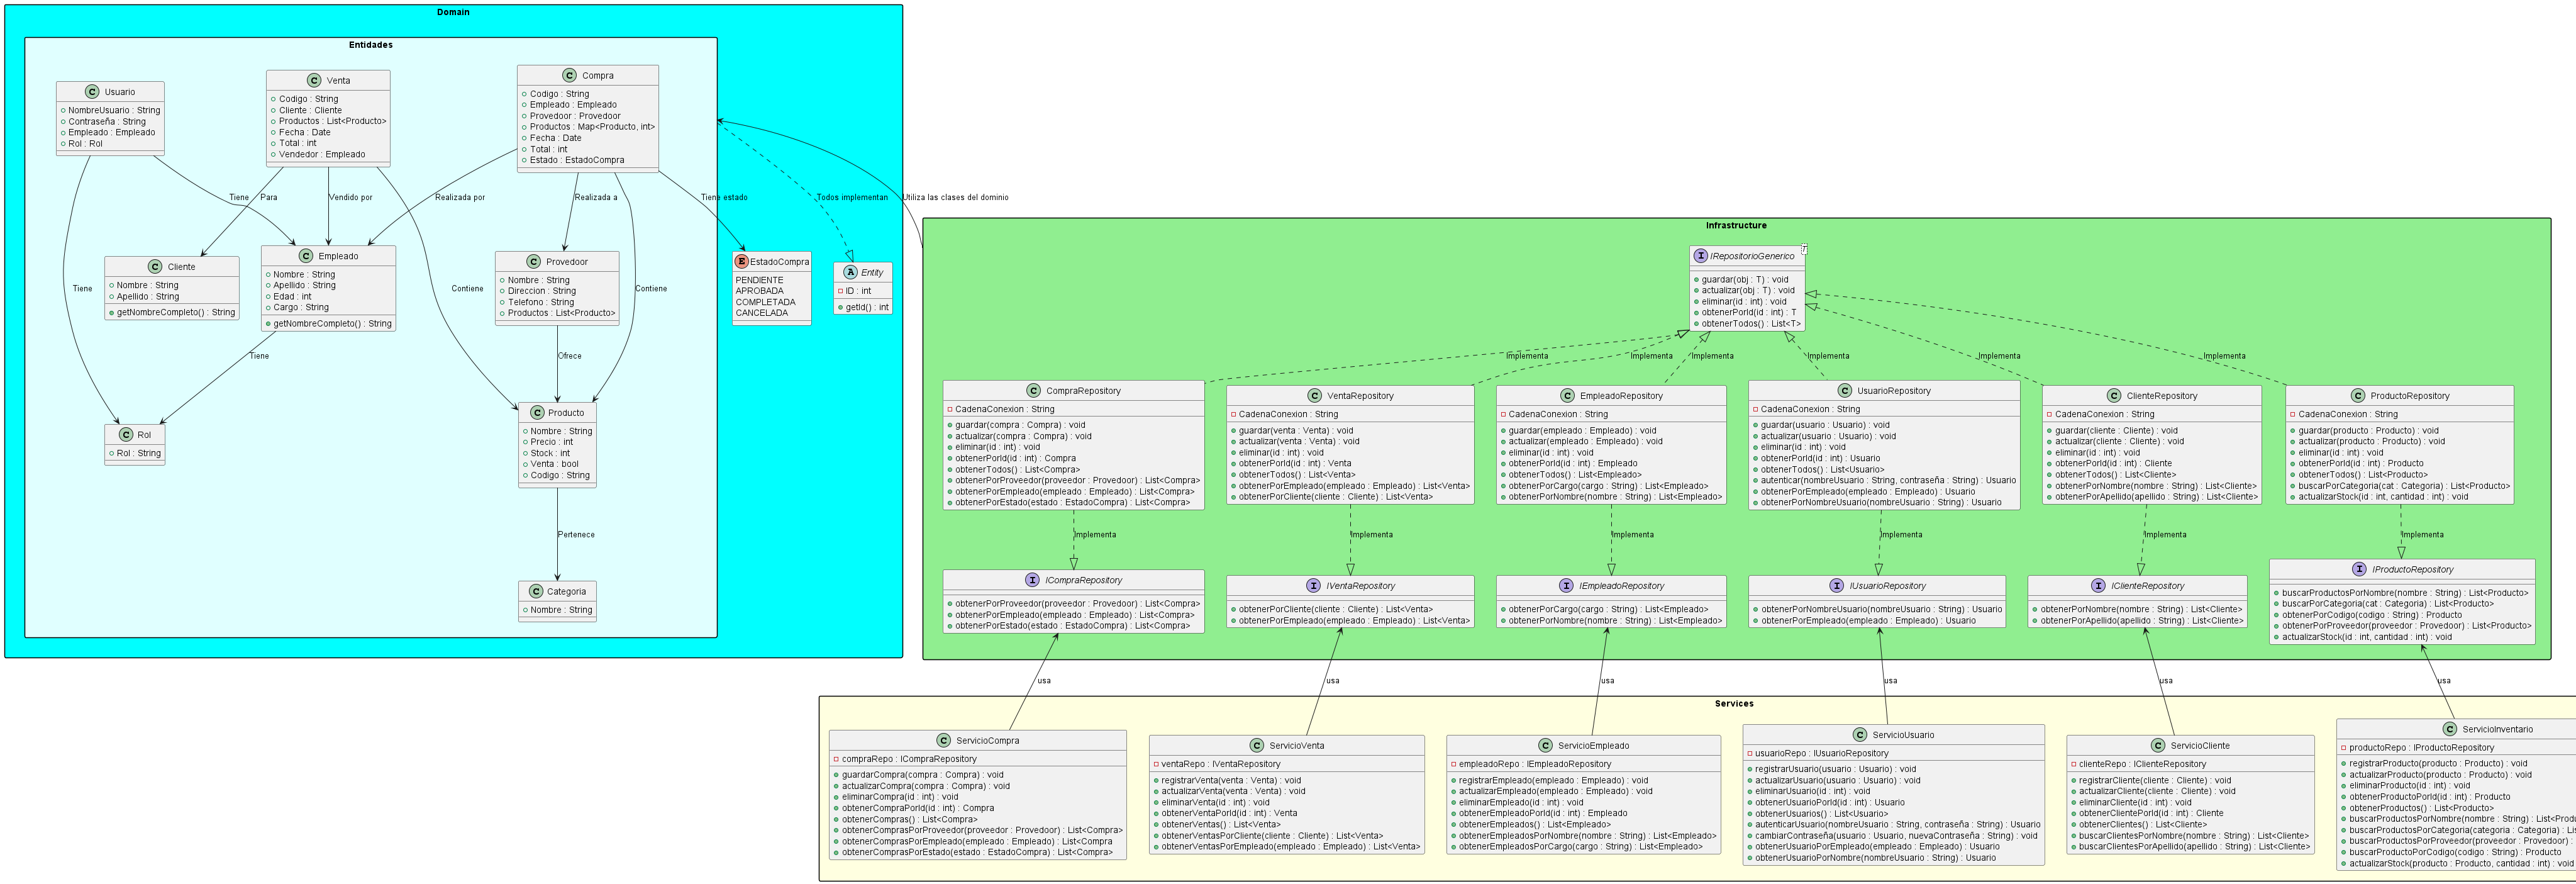 Domain
Entidades
Usuario
NombreUsuario : String
Contraseña : String
Empleado : Empleado
Rol : Rol
Venta
Codigo : String
Cliente : Cliente
Productos : List<Producto>
Fecha : Date
Total : int
Vendedor : Empleado
Compra
Codigo : String
Empleado : Empleado
Provedoor : Provedoor
Productos : Map<Producto, int>
Fecha : Date
Total : int
Estado : EstadoCompra
Tiene
Para
Vendido por
Realizada por
Realizada a
Tiene estado
Todos implementan
Utiliza las clases del dominio
Cliente
Nombre : String
Apellido : String
getNombreCompleto() : String
Empleado
Nombre : String
Apellido : String
Edad : int
Cargo : String
getNombreCompleto() : String
Provedoor
Nombre : String
Direccion : String
Telefono : String
Productos : List<Producto>
E EstadoCompra
PENDIENTE
APROBADA
COMPLETADA
CANCELADA
Entity
ID : int
getId() : int
Tiene
Contiene
Contiene
Tiene
Ofrece
Rol
Rol : String
Producto
Nombre : String
Precio : int
Stock : int
Venta : bool
Codigo : String
Pertenece
Categoria
Nombre : String
Infrastructure
IRepositorioGenerico
T
guardar(obj : T) : void
actualizar(obj : T) : void
eliminar(id : int) : void
obtenerPorId(id : int) : T
obtenerTodos() : List<T>
Implementa
Implementa
Implementa
Implementa
Implementa
Implementa
CompraRepository
CadenaConexion : String
guardar(compra : Compra) : void
actualizar(compra : Compra) : void
eliminar(id : int) : void
obtenerPorId(id : int) : Compra
obtenerTodos() : List<Compra>
obtenerPorProveedor(proveedor : Provedoor) : List<Compra>
obtenerPorEmpleado(empleado : Empleado) : List<Compra>
obtenerPorEstado(estado : EstadoCompra) : List<Compra>
VentaRepository
CadenaConexion : String
guardar(venta : Venta) : void
actualizar(venta : Venta) : void
eliminar(id : int) : void
obtenerPorId(id : int) : Venta
obtenerTodos() : List<Venta>
obtenerPorEmpleado(empleado : Empleado) : List<Venta>
obtenerPorCliente(cliente : Cliente) : List<Venta>
EmpleadoRepository
CadenaConexion : String
guardar(empleado : Empleado) : void
actualizar(empleado : Empleado) : void
eliminar(id : int) : void
obtenerPorId(id : int) : Empleado
obtenerTodos() : List<Empleado>
obtenerPorCargo(cargo : String) : List<Empleado>
obtenerPorNombre(nombre : String) : List<Empleado>
UsuarioRepository
CadenaConexion : String
guardar(usuario : Usuario) : void
actualizar(usuario : Usuario) : void
eliminar(id : int) : void
obtenerPorId(id : int) : Usuario
obtenerTodos() : List<Usuario>
autenticar(nombreUsuario : String, contraseña : String) : Usuario
obtenerPorEmpleado(empleado : Empleado) : Usuario
obtenerPorNombreUsuario(nombreUsuario : String) : Usuario
ClienteRepository
CadenaConexion : String
guardar(cliente : Cliente) : void
actualizar(cliente : Cliente) : void
eliminar(id : int) : void
obtenerPorId(id : int) : Cliente
obtenerTodos() : List<Cliente>
obtenerPorNombre(nombre : String) : List<Cliente>
obtenerPorApellido(apellido : String) : List<Cliente>
ProductoRepository
CadenaConexion : String
guardar(producto : Producto) : void
actualizar(producto : Producto) : void
eliminar(id : int) : void
obtenerPorId(id : int) : Producto
obtenerTodos() : List<Producto>
buscarPorCategoria(cat : Categoria) : List<Producto>
actualizarStock(id : int, cantidad : int) : void
Implementa
Implementa
Implementa
Implementa
Implementa
Implementa
ICompraRepository
obtenerPorProveedor(proveedor : Provedoor) : List<Compra>
obtenerPorEmpleado(empleado : Empleado) : List<Compra>
obtenerPorEstado(estado : EstadoCompra) : List<Compra>
IVentaRepository
obtenerPorCliente(cliente : Cliente) : List<Venta>
obtenerPorEmpleado(empleado : Empleado) : List<Venta>
IEmpleadoRepository
obtenerPorCargo(cargo : String) : List<Empleado>
obtenerPorNombre(nombre : String) : List<Empleado>
IUsuarioRepository
obtenerPorNombreUsuario(nombreUsuario : String) : Usuario
obtenerPorEmpleado(empleado : Empleado) : Usuario
IClienteRepository
obtenerPorNombre(nombre : String) : List<Cliente>
obtenerPorApellido(apellido : String) : List<Cliente>
IProductoRepository
buscarProductosPorNombre(nombre : String) : List<Producto>
buscarPorCategoria(cat : Categoria) : List<Producto>
obtenerPorCodigo(codigo : String) : Producto
obtenerPorProveedor(proveedor : Provedoor) : List<Producto>
actualizarStock(id : int, cantidad : int) : void
usa
usa
usa
usa
usa
usa
Services
ServicioCompra
compraRepo : ICompraRepository
guardarCompra(compra : Compra) : void
actualizarCompra(compra : Compra) : void
eliminarCompra(id : int) : void
obtenerCompraPorId(id : int) : Compra
obtenerCompras() : List<Compra>
obtenerComprasPorProveedor(proveedor : Provedoor) : List<Compra>
obtenerComprasPorEmpleado(empleado : Empleado) : List<Compra
obtenerComprasPorEstado(estado : EstadoCompra) : List<Compra>
ServicioVenta
ventaRepo : IVentaRepository
registrarVenta(venta : Venta) : void
actualizarVenta(venta : Venta) : void
eliminarVenta(id : int) : void
obtenerVentaPorId(id : int) : Venta
obtenerVentas() : List<Venta>
obtenerVentasPorCliente(cliente : Cliente) : List<Venta>
obtenerVentasPorEmpleado(empleado : Empleado) : List<Venta>
ServicioEmpleado
empleadoRepo : IEmpleadoRepository
registrarEmpleado(empleado : Empleado) : void
actualizarEmpleado(empleado : Empleado) : void
eliminarEmpleado(id : int) : void
obtenerEmpleadoPorId(id : int) : Empleado
obtenerEmpleados() : List<Empleado>
obtenerEmpleadosPorNombre(nombre : String) : List<Empleado>
obtenerEmpleadosPorCargo(cargo : String) : List<Empleado>
ServicioUsuario
usuarioRepo : IUsuarioRepository
registrarUsuario(usuario : Usuario) : void
actualizarUsuario(usuario : Usuario) : void
eliminarUsuario(id : int) : void
obtenerUsuarioPorId(id : int) : Usuario
obtenerUsuarios() : List<Usuario>
autenticarUsuario(nombreUsuario : String, contraseña : String) : Usuario
cambiarContraseña(usuario : Usuario, nuevaContraseña : String) : void
obtenerUsuarioPorEmpleado(empleado : Empleado) : Usuario
obtenerUsuarioPorNombre(nombreUsuario : String) : Usuario
ServicioCliente
clienteRepo : IClienteRepository
registrarCliente(cliente : Cliente) : void
actualizarCliente(cliente : Cliente) : void
eliminarCliente(id : int) : void
obtenerClientePorId(id : int) : Cliente
obtenerClientes() : List<Cliente>
buscarClientesPorNombre(nombre : String) : List<Cliente>
buscarClientesPorApellido(apellido : String) : List<Cliente>
ServicioInventario
productoRepo : IProductoRepository
registrarProducto(producto : Producto) : void
actualizarProducto(producto : Producto) : void
eliminarProducto(id : int) : void
obtenerProductoPorId(id : int) : Producto
obtenerProductos() : List<Producto>
buscarProductosPorNombre(nombre : String) : List<Produ
buscarProductosPorCategoria(categoria : Categoria) : Lis
buscarProductosPorProveedor(proveedor : Provedoor) :
buscarProductoPorCodigo(codigo : String) : Producto
actualizarStock(producto : Producto, cantidad : int) : void